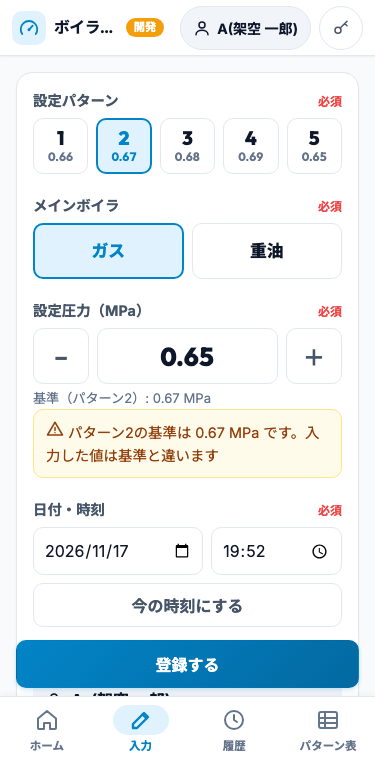 ボイラ... 開発 A(架空 一郎)
設定パターン 必須
1 2 3 4 5
0.66 0.67 0.68 0.69 0.65
メインボイラ 必須
ガス 重油
設定圧力（MPa） 必須
− 0.65 +
基準（パターン2）: 0.67 MPa
パターン2の基準は 0.67 MPa です。入
力した値は基準と違います
日付・時刻 必須
2026/11/17 19:52
今の時刻にする
登録する
ホーム 入力 履歴 パターン表